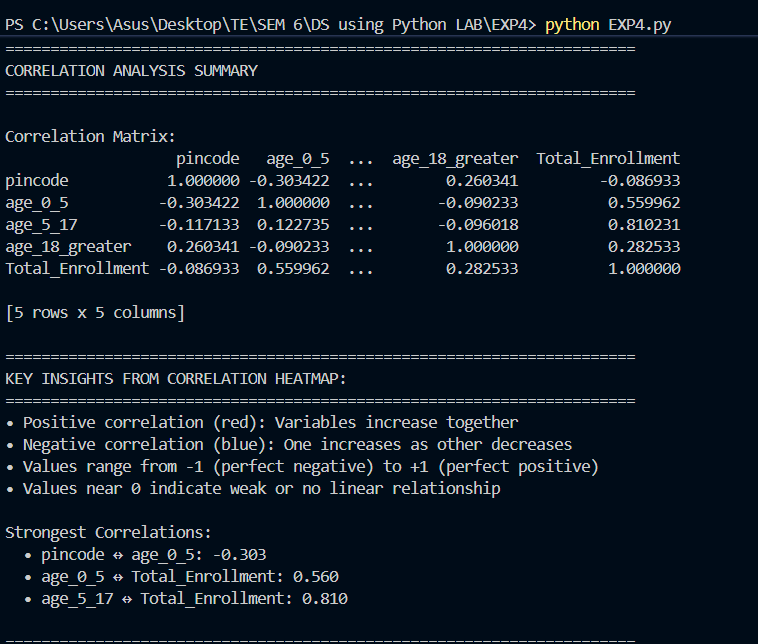 PS C:\Users\Asus\Desktop\TE\SEM 6\DS using Python LAB\EXP4> python EXP4.py
======================================================================
CORRELATION ANALYSIS SUMMARY
======================================================================

Correlation Matrix:
                   pincode   age_0_5  ...  age_18_greater  Total_Enrollment
pincode           1.000000 -0.303422  ...        0.260341         -0.086933
age_0_5          -0.303422  1.000000  ...       -0.090233          0.559962
age_5_17         -0.117133  0.122735  ...       -0.096018          0.810231
age_18_greater    0.260341 -0.090233  ...        1.000000          0.282533
Total_Enrollment -0.086933  0.559962  ...        0.282533          1.000000

[5 rows x 5 columns]

======================================================================
KEY INSIGHTS FROM CORRELATION HEATMAP:
======================================================================
• Positive correlation (red): Variables increase together
• Negative correlation (blue): One increases as other decreases
• Values range from -1 (perfect negative) to +1 (perfect positive)
• Values near 0 indicate weak or no linear relationship

Strongest Correlations:
  • pincode ↔ age_0_5: -0.303
  • age_0_5 ↔ Total_Enrollment: 0.560
  • age_5_17 ↔ Total_Enrollment: 0.810

======================================================================